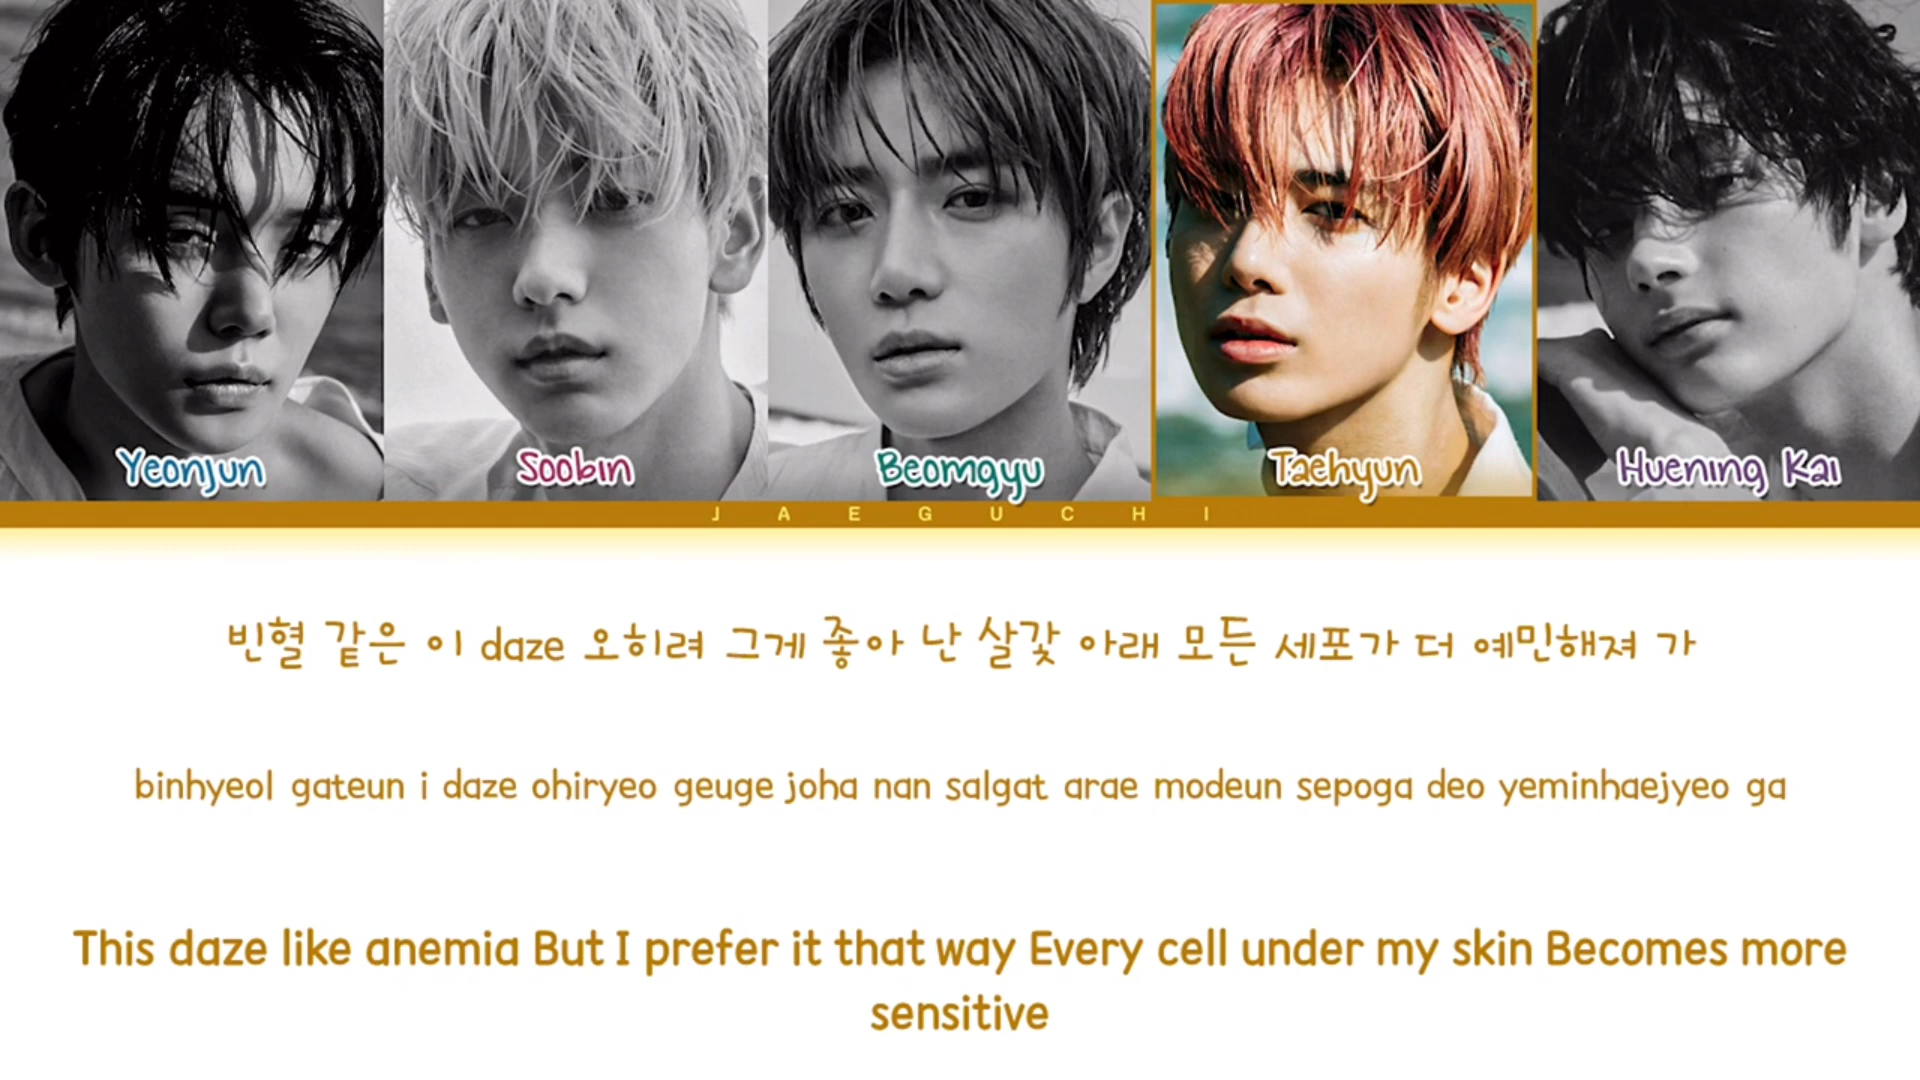 Yeonjun Soobin Beomgyu Taehyun Huening Kai
JAEGUCHI
빈혈 같은 이 daze 오히려 그게 좋아 난 살갗 아래 모든 세포가 더 예민해져 가
binhyeol gateun i daze ohiryeo geuge joha nan salgat arae modeun sepoga deo yeminhaejyeo ga
This daze like anemia But I prefer it that way Every cell under my skin Becomes more
sensitive